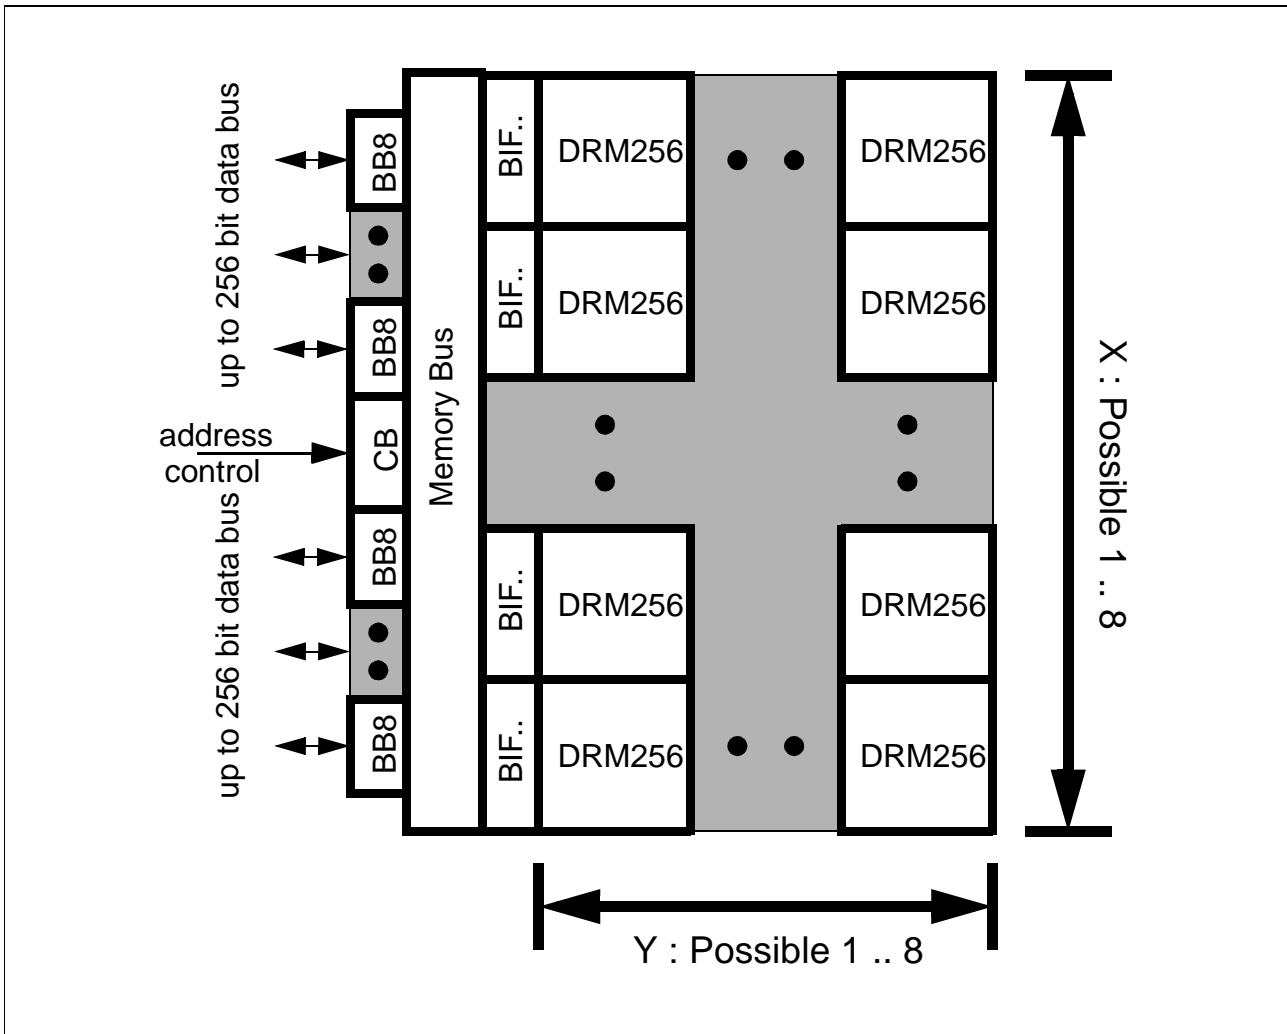 up to 256 bit data bus
BB8
BB8
address
control
CB
up to 256 bit data bus
BB8
BB8
Memory Bus
BIF..
DRM256
DRM256
BIF..
DRM256
DRM256
BIF..
DRM256
DRM256
BIF..
DRM256
DRM256
X : Possible 1 .. 8
Y : Possible 1 .. 8